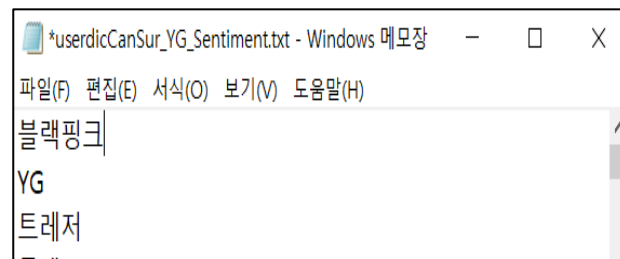 *userdicCanSur_YG_Sentiment.txt - Windows 메모장
파일(F) 편집(E) 서식(O) 보기(V) 도움말(H)
블랙핑크
YG
트레저